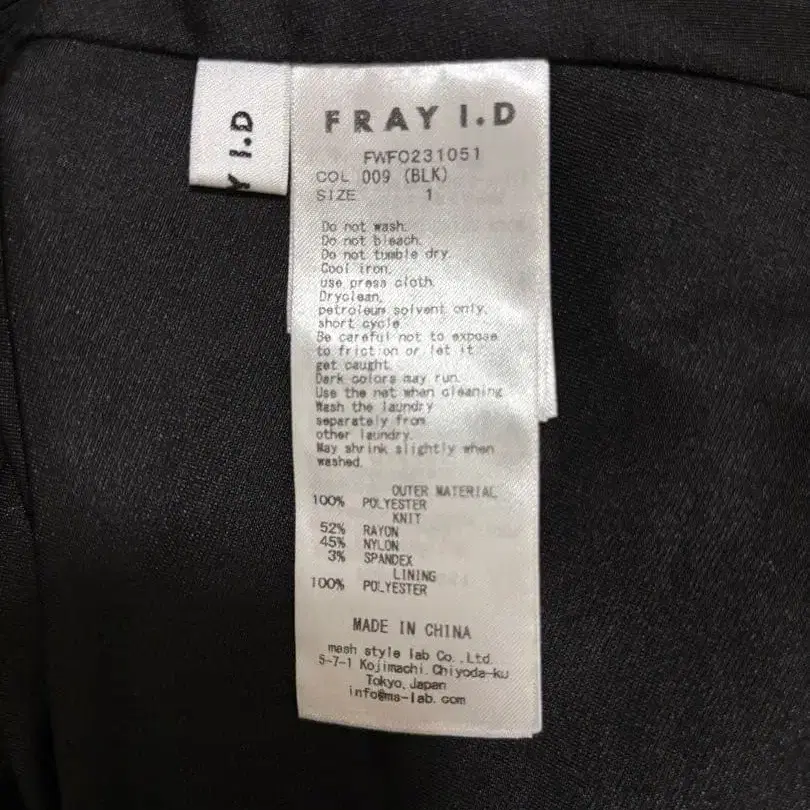 Y I.D
FRAY I.D
FWFO231051
COL 009 (BLK)
SIZE 1
Do not wash.
Do not bleach.
Do not tumble dry.
Cool iron.
use press cloth.
Dryclean,
petroleum solvent only,
short cycle.
Be careful not to expose
to friction or let it
get caught.
Dark colors may run.
Use the net when cleaning
Wash the laundry
separately from
other laundry.
May shrink slightly when
washed.
OUTER MATERIAL
100% POLYESTER
KNIT
52% RAYON
45% NYLON
3% SPANDEX
LINING
100% POLYESTER
MADE IN CHINA
mash style lab Co.,Ltd.
5-7-1 Kojimachi.Chiyoda-ku
Tokyo,Japan
info@ms-lab.com